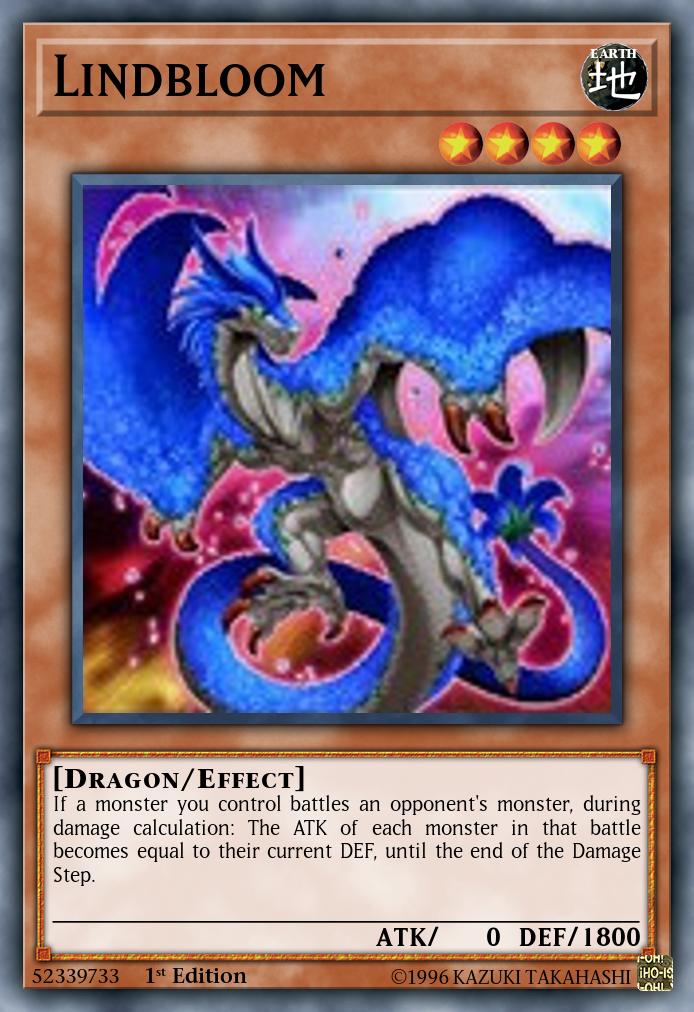 LINDBLOOM
EARTH
地
[DRAGON/EFFECT]
If a monster you control battles an opponent's monster, during
damage calculation: The ATK of each monster in that battle
becomes equal to their current DEF, until the end of the Damage
Step.
ATK/ 0 DEF/1800
52339733 1st Edition ©1996 KAZUKI TAKAHASHI